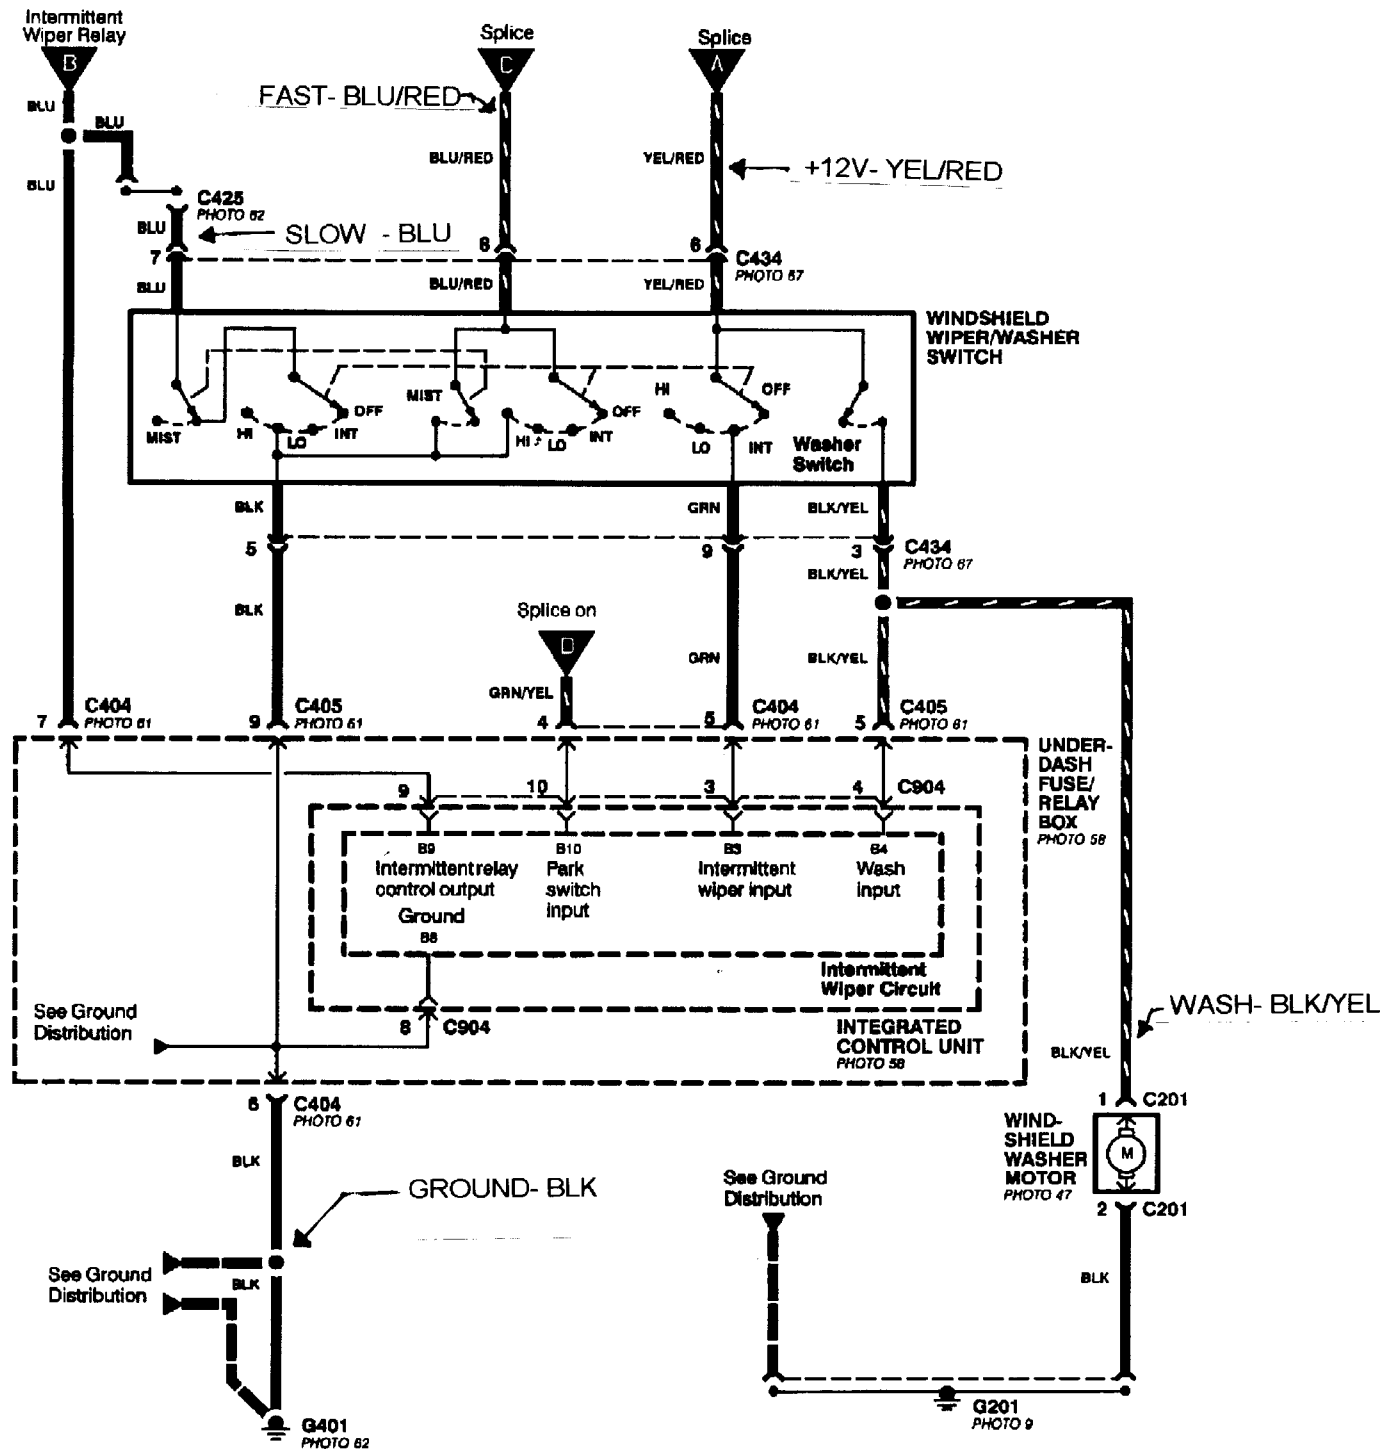 Intermittent
Wiper Relay
B
Splice
C
Splice
A
BLU
BLU
FAST- BLU/RED
BLU
BLU/RED
YEL/RED
+12V- YEL/RED
C425
PHOTO 62
BLU
SLOW - BLU
7
8
6
C434
PHOTO 67
BLU
BLU/RED
YEL/RED
WINDSHIELD
WIPER/WASHER
SWITCH
MIST
HI
LO
INT
OFF
MIST
HI
LO
INT
OFF
HI
LO
INT
OFF
Washer
Switch
BLK
GRN
BLK/YEL
5
9
3
C434
PHOTO 67
BLK/YEL
BLK
Splice on
D
GRN
BLK/YEL
GRN/YEL
7
C404
PHOTO 61
9
C405
PHOTO 61
4
5
C404
PHOTO 61
5
C405
PHOTO 61
UNDER-
DASH
FUSE/
RELAY
BOX
PHOTO 58
9
10
3
4
C904
B9
Intermittent relay
control output
B10
Park
switch
input
B3
Intermittent
wiper input
B4
Wash
input
Ground
B8
Intermittent
Wiper Circuit
8
C904
INTEGRATED
CONTROL UNIT
PHOTO 58
See Ground
Distribution
WASH- BLK/YEL
BLK/YEL
6
C404
PHOTO 61
1
C201
WIND-
SHIELD
WASHER
MOTOR
PHOTO 47
M
2
C201
BLK
GROUND- BLK
See Ground
Distribution
See Ground
Distribution
BLK
BLK
G401
PHOTO 62
G201
PHOTO 9